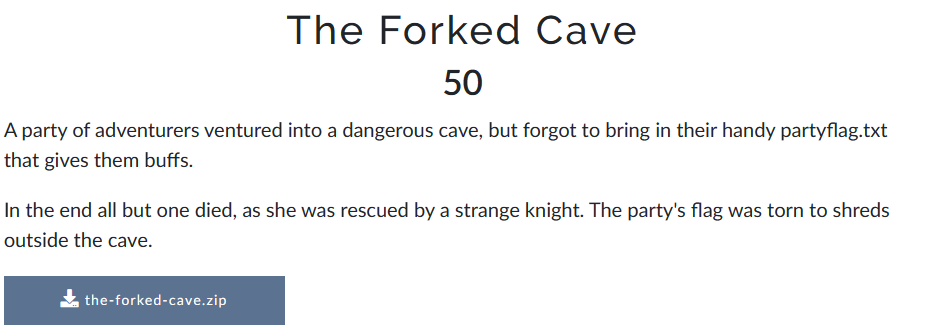 The Forked Cave
50
A party of adventurers ventured into a dangerous cave, but forgot to bring in their handy partyflag.txt
that gives them buffs.
In the end all but one died, as she was rescued by a strange knight. The party's flag was torn to shreds
outside the cave.
the-forked-cave.zip